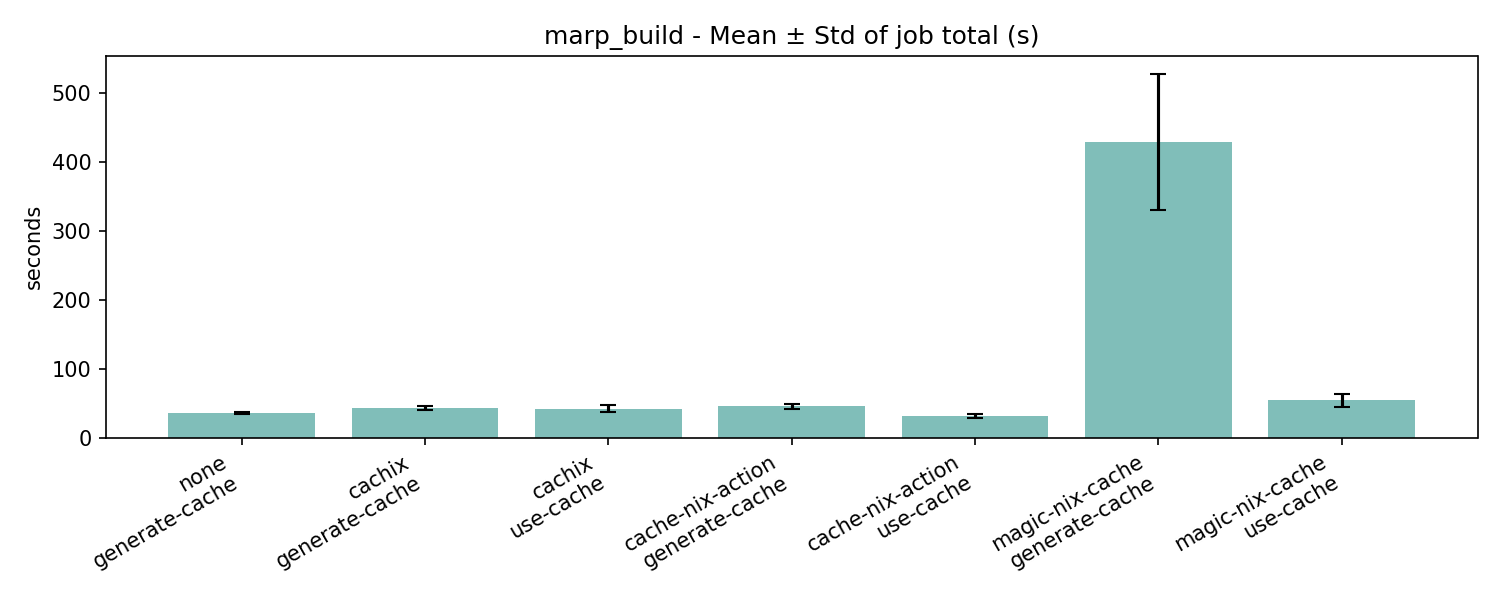 marp_build - Mean ± Std of job total (s)
seconds
500
400
300
200
100
0
none
generate-cache
cachix
generate-cache
cachix
use-cache
cache-nix-action
generate-cache
cache-nix-action
use-cache
magic-nix-cache
generate-cache
magic-nix-cache
use-cache